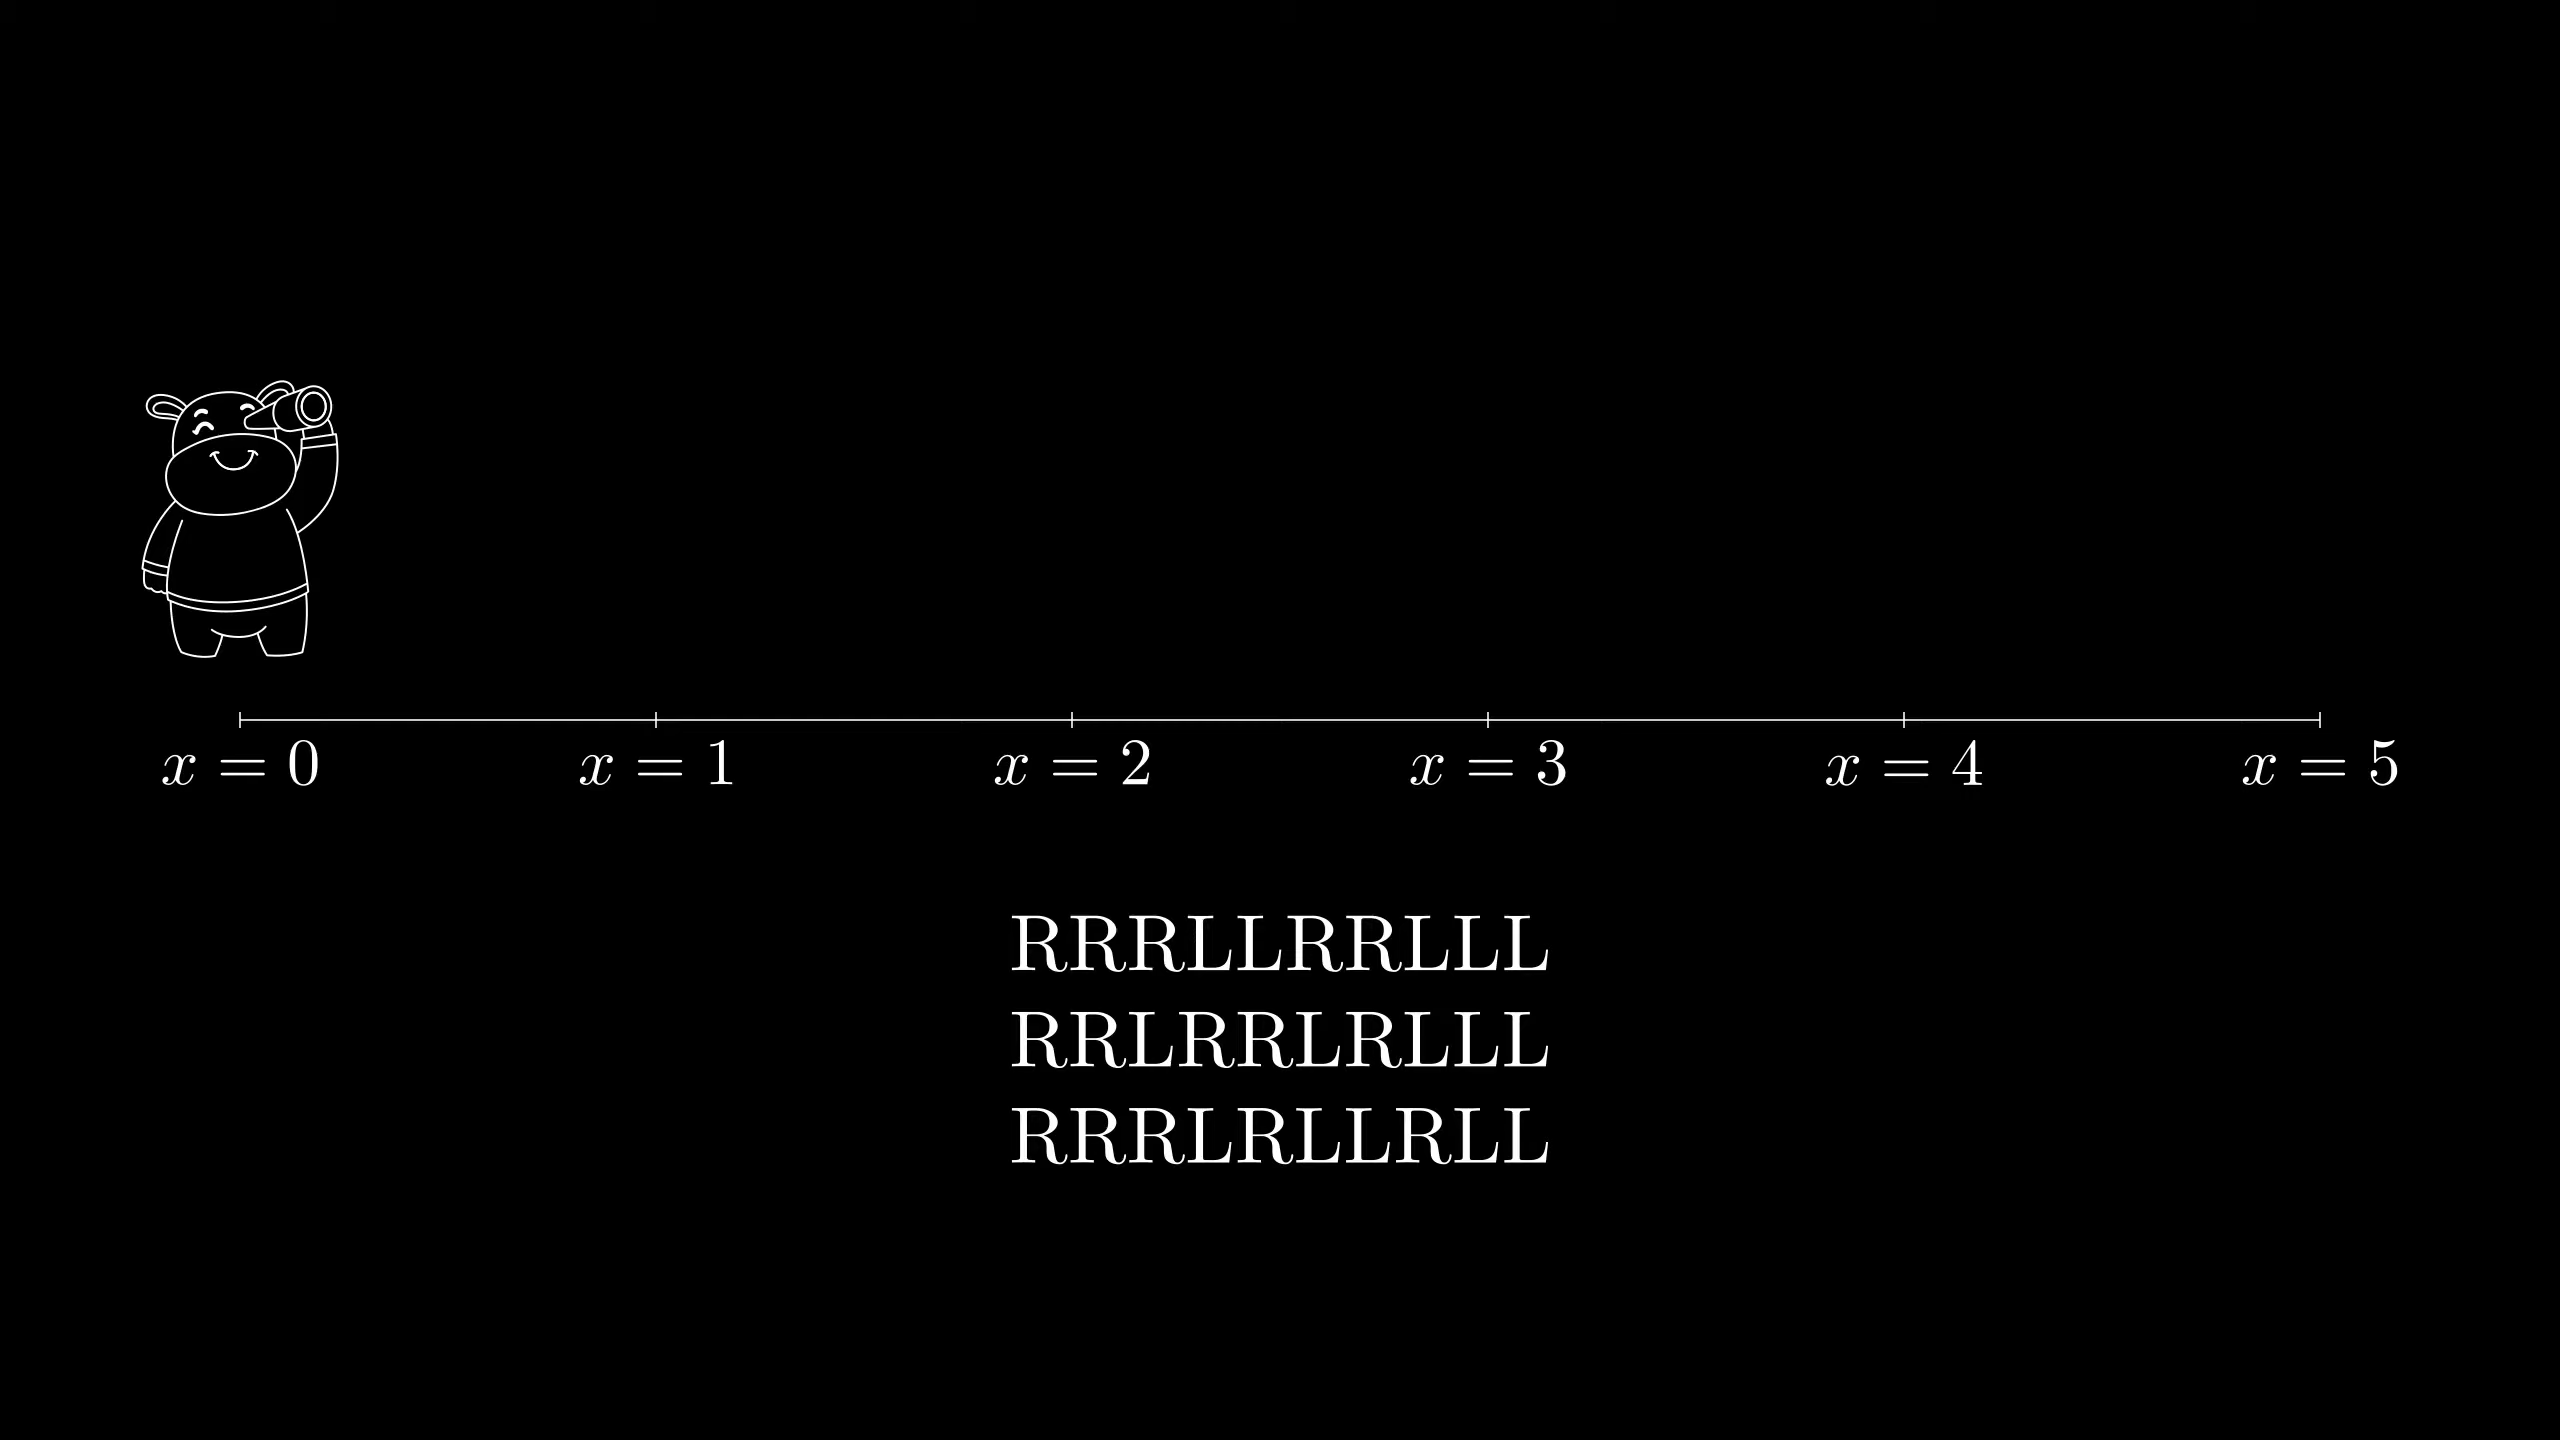 x = 0 x = 1 x = 2 x = 3 x = 4 x = 5
RRRLLRRLLL
RRLRRLRLLL
RRRLRLLRLL